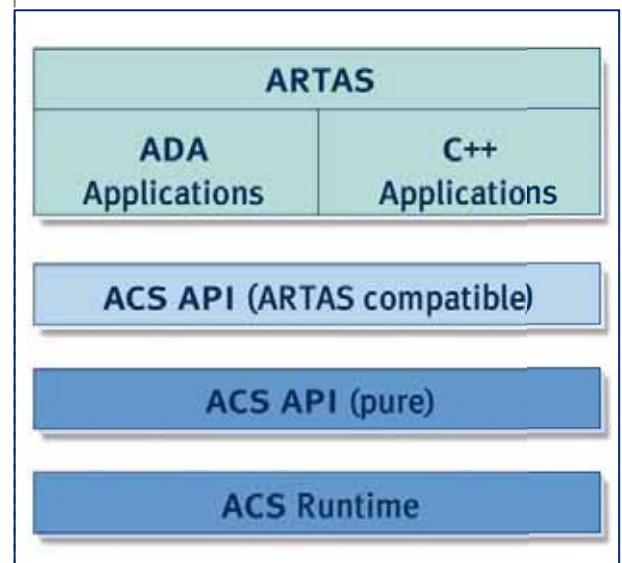 ARTAS
ADA
Applications
C++
Applications
ACS API (ARTAS compatible)
ACS API (pure)
ACS Runtime